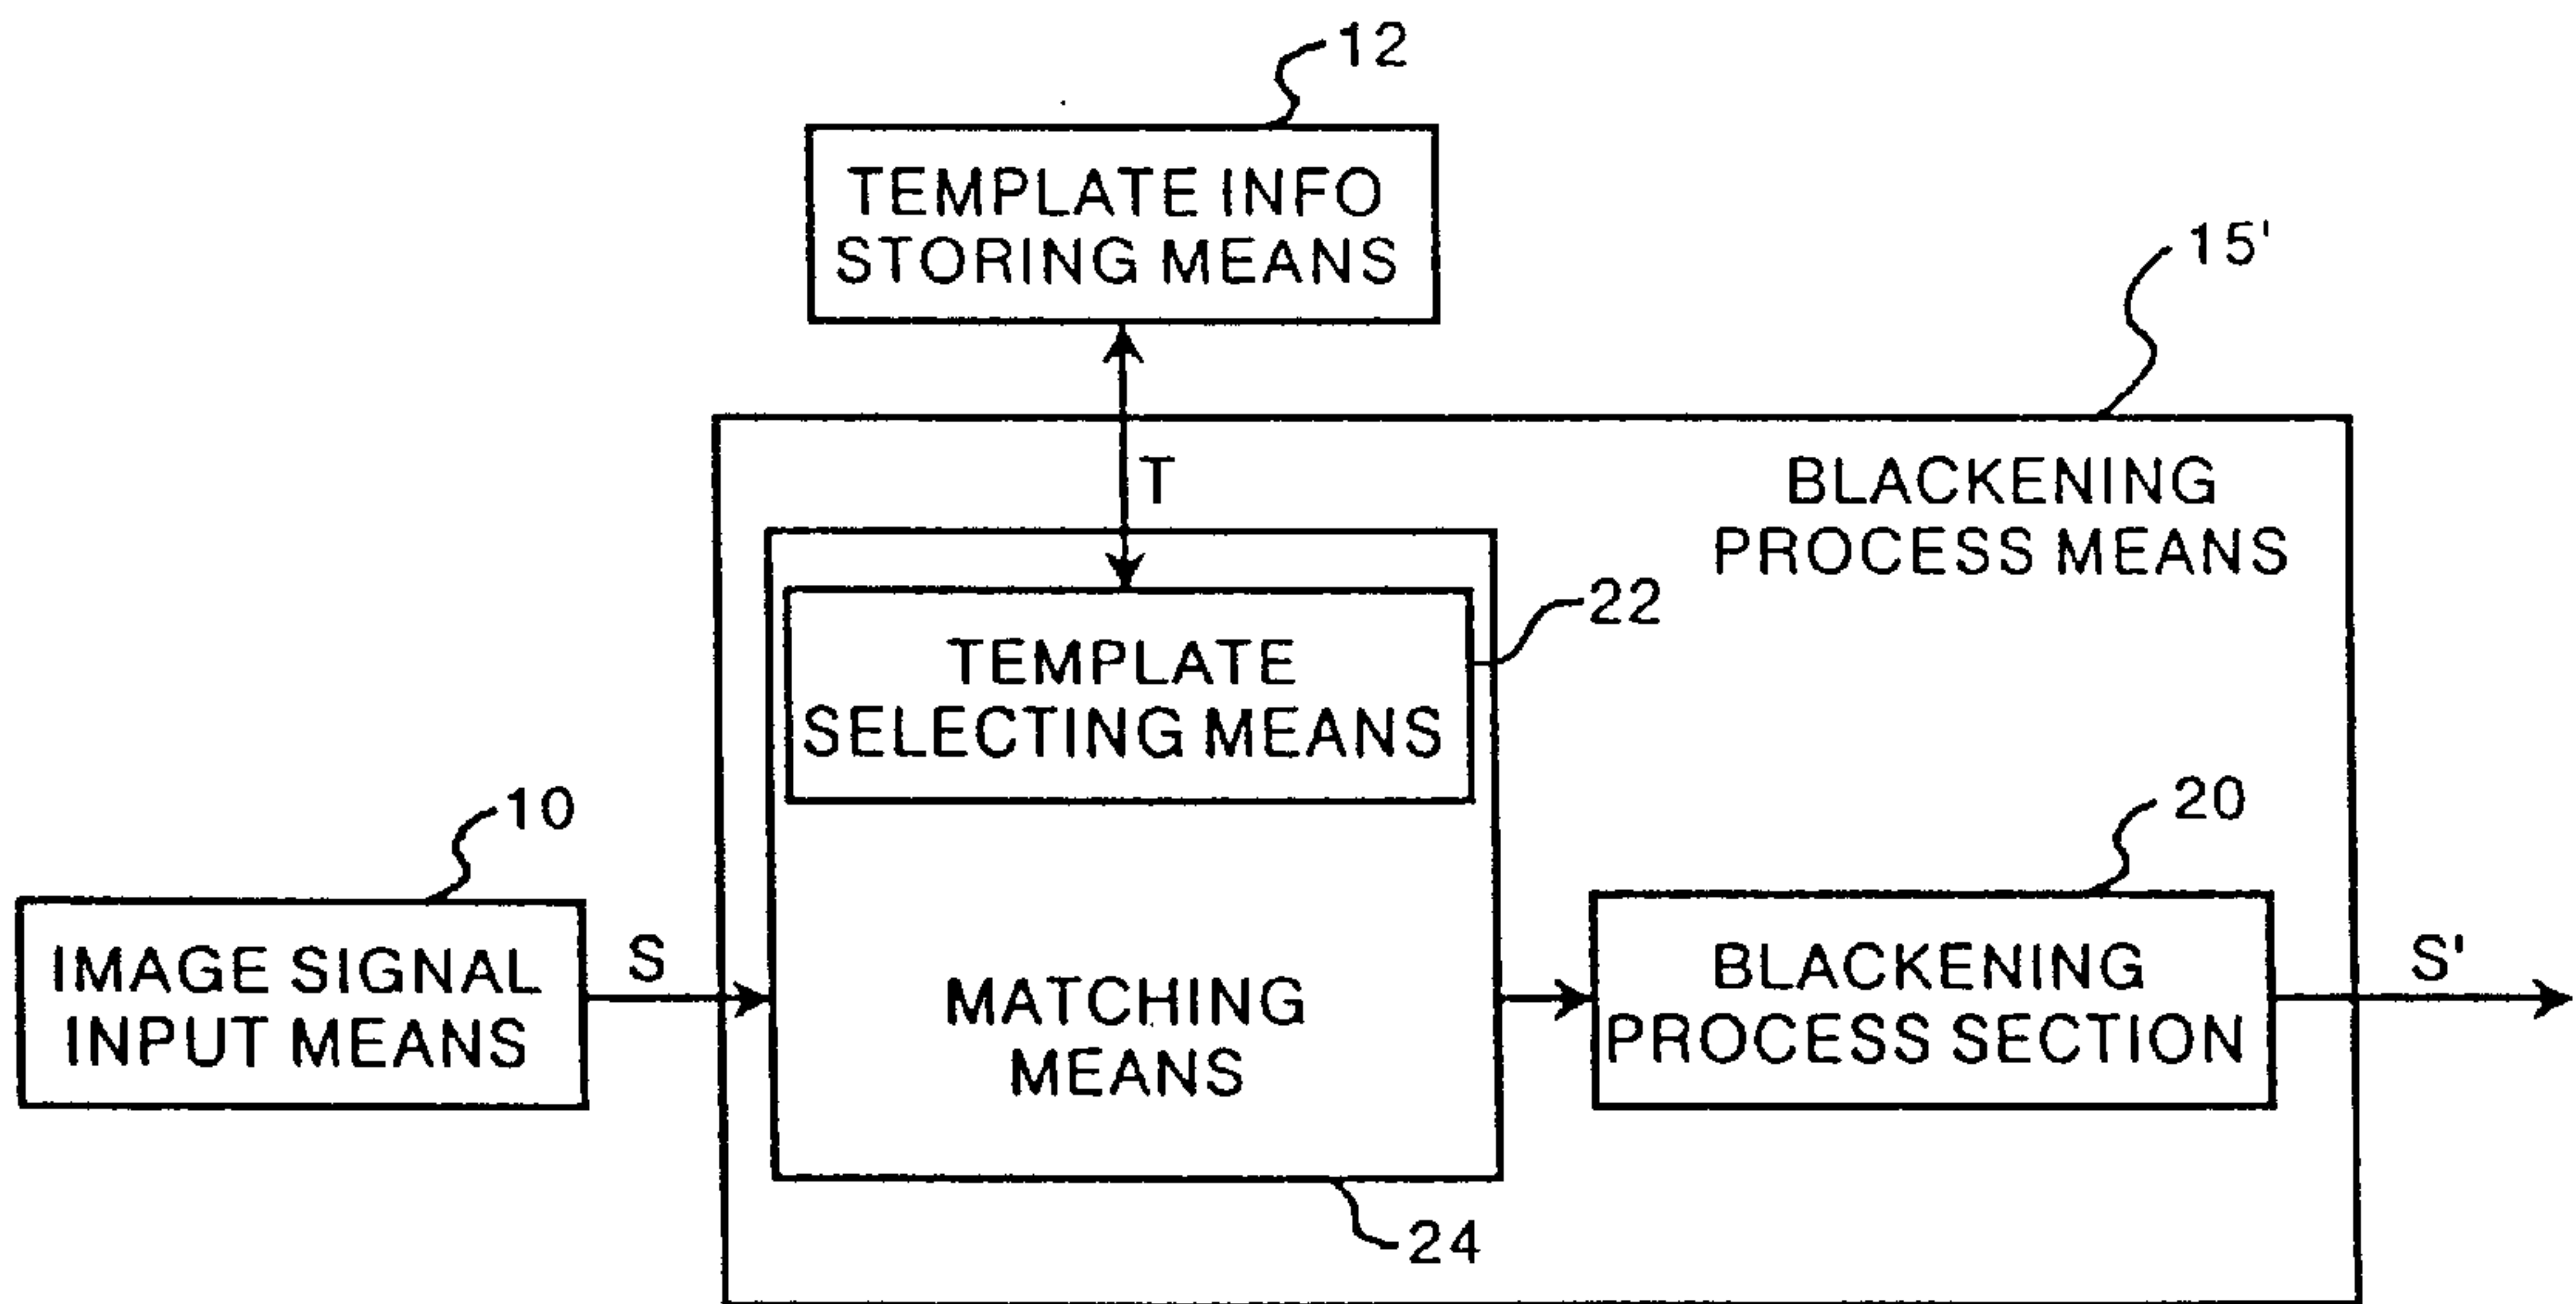 12
TEMPLATE INFO
STORING MEANS
15'
T
BLACKENING
PROCESS MEANS
22
TEMPLATE
SELECTING MEANS
10
20
IMAGE SIGNAL
INPUT MEANS
S
MATCHING
MEANS
BLACKENING
PROCESS SECTION
S'
24